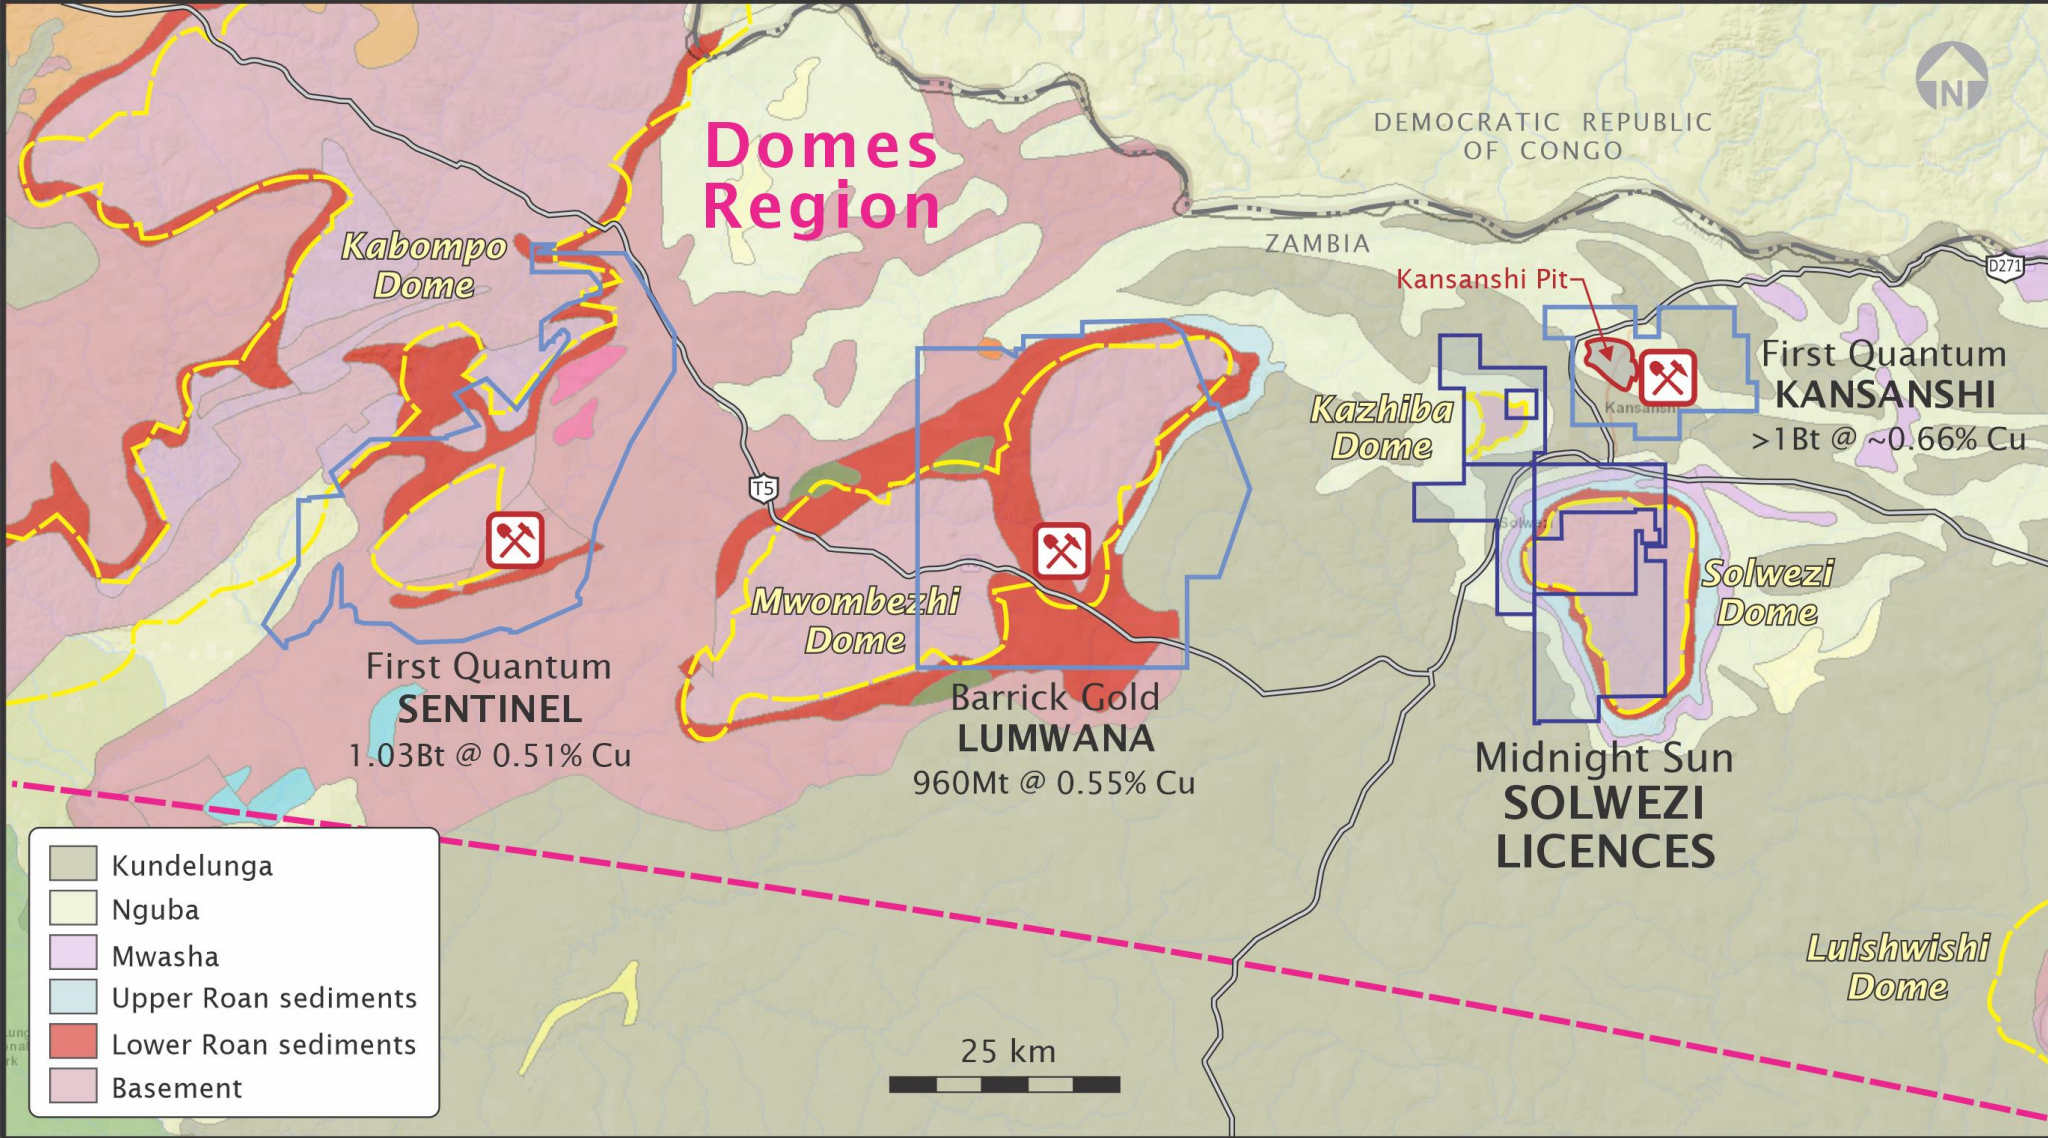 N
DEMOCRATIC REPUBLIC
OF CONGO
Domes
Region
ZAMBIA
ZAMBIA
Kabompo
Dome
D271
Kansanshi Pit
First Quantum
KANSANSHI
>1Bt @ ~0.66% Cu
Kansanshi
Kazhiba
Dome
T5
Solwezi
Solwezi
Dome
Mwombezhi
Dome
First Quantum
SENTINEL
1.03Bt @ 0.51% Cu
Barrick Gold
LUMWANA
960Mt @ 0.55% Cu
Midnight Sun
SOLWEZI
LICENCES
Luishwishi
Dome
Kundelunga
Nguba
Mwasha
Upper Roan sediments
Lower Roan sediments
Basement
25 km